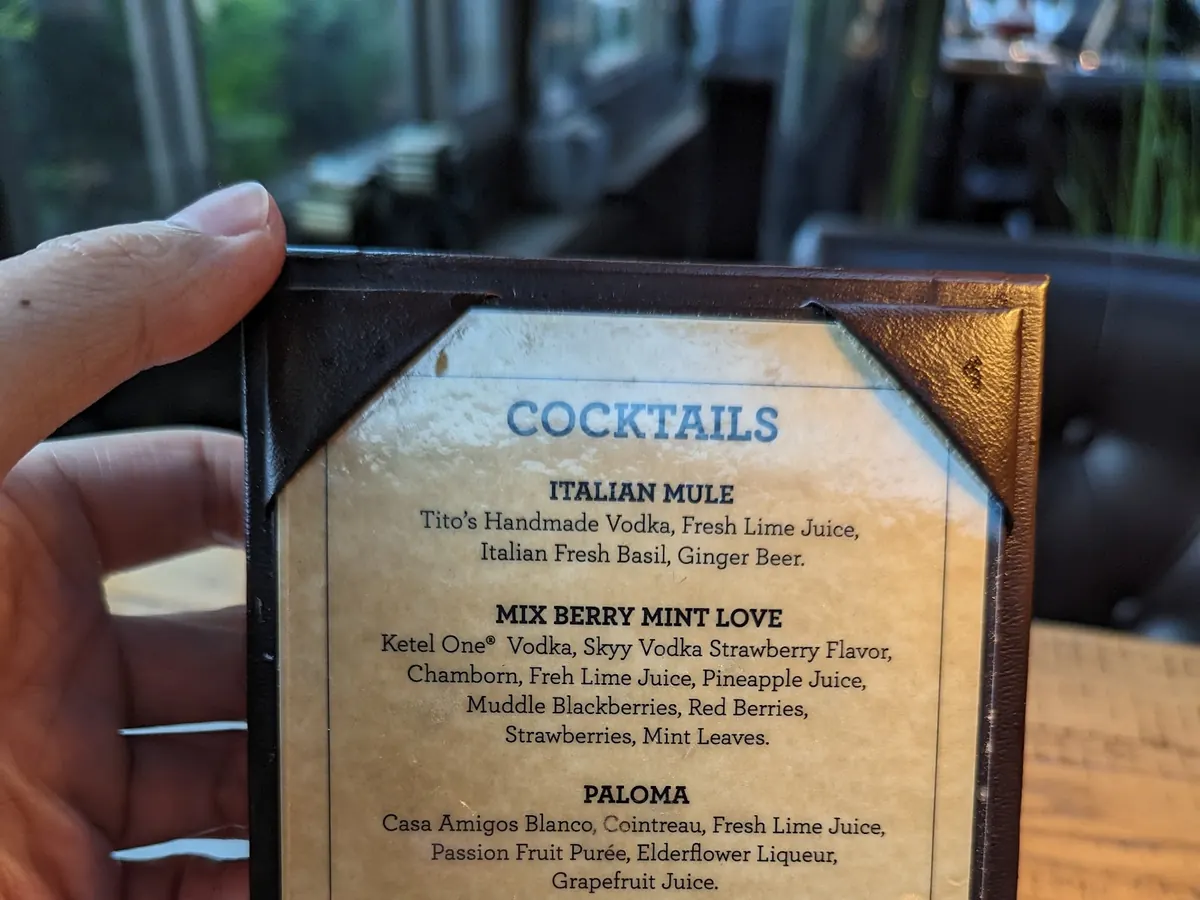 COCKTAILS
ITALIAN MULE
Tito's Handmade Vodka, Fresh Lime Juice,
Italian Fresh Basil, Ginger Beer.
MIX BERRY MINT LOVE
Ketel One® Vodka, Skyy Vodka Strawberry Flavor,
Chamborn, Freh Lime Juice, Pineapple Juice,
Muddle Blackberries, Red Berries,
Strawberries, Mint Leaves.
PALOMA
Casa Amigos Blanco, Cointreau, Fresh Lime Juice,
Passion Fruit Purée, Elderflower Liqueur,
Grapefruit Juice.